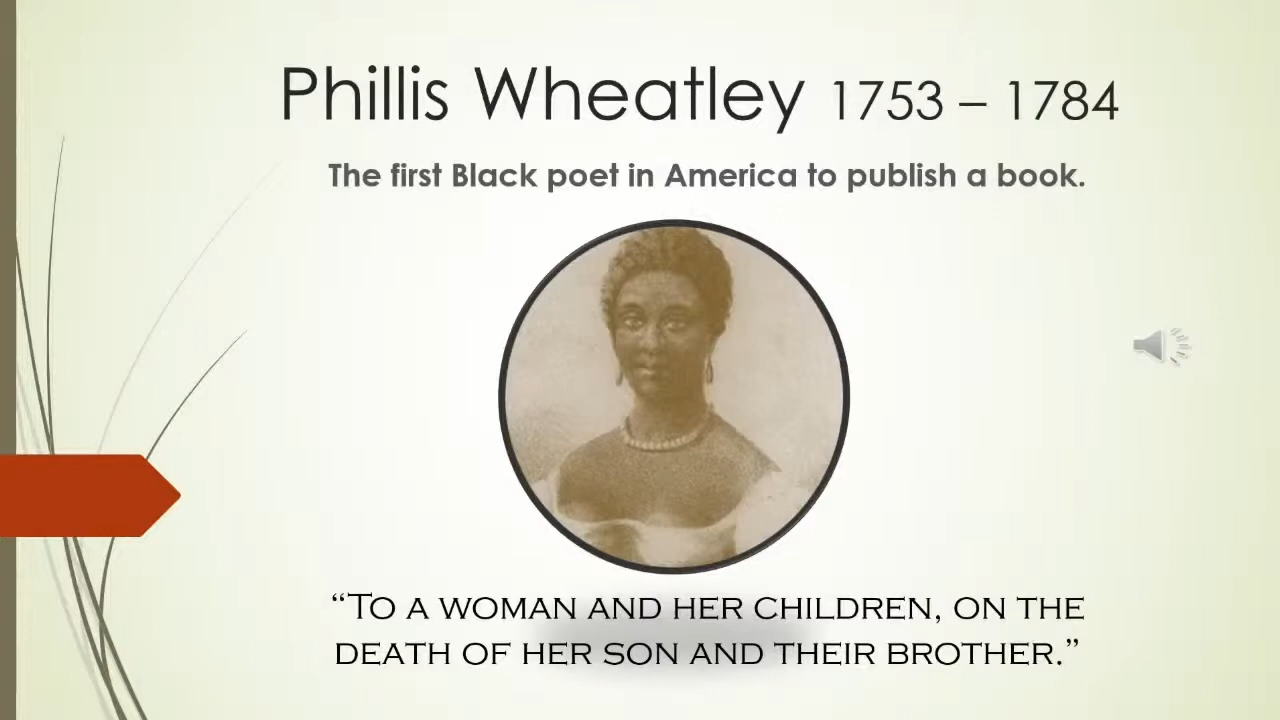 Phillis Wheatley 1753 – 1784
The first Black poet in America to publish a book.
“To a woman and her children, on the
death of her son and their brother.”